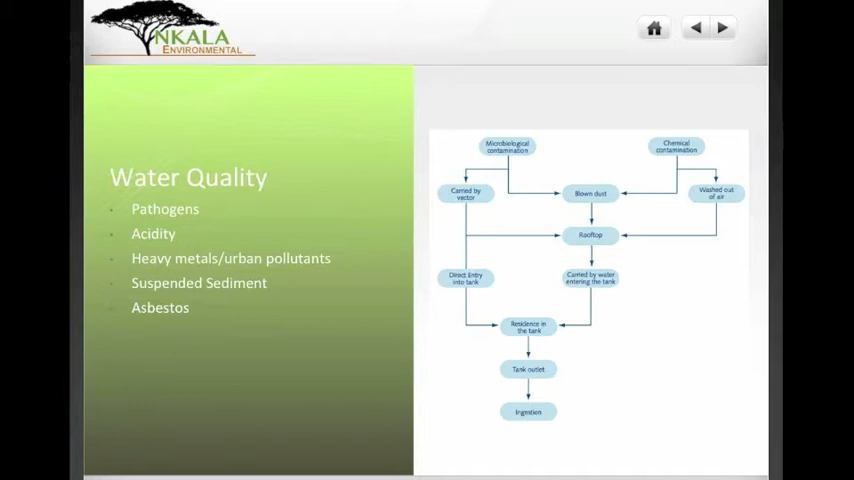 NKALA
ENVIRONMENTAL
Water Quality
Pathogens
Acidity
Heavy metals/urban pollutants
Suspended Sediment
Asbestos
Microbiological
contamination
Chemical
contamination
Carried by
vector
Blown dust
Washed out
of air
Rooftop
Direct Entry
into tank
Carried by water
entering the tank
Residence in
the tank
Tank outlet
Ingestion